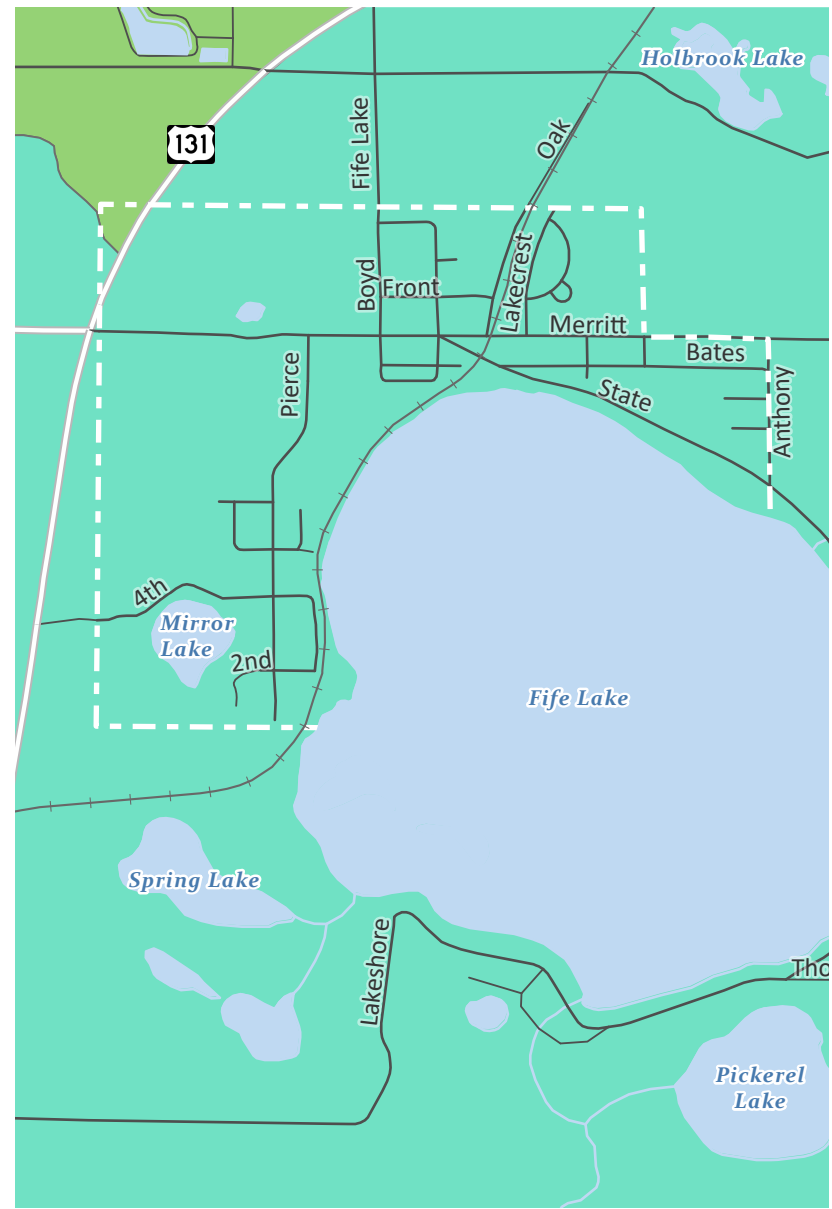 Holbrook Lake
131
Fife Lake
Oak
Lakecrest
Boyd
Front
Merritt
Bates
Pierce
State
Anthony
4th
Mirror
Lake
2nd
Fife Lake
Spring Lake
Lakeshore
Tho
Pickerel
Lake